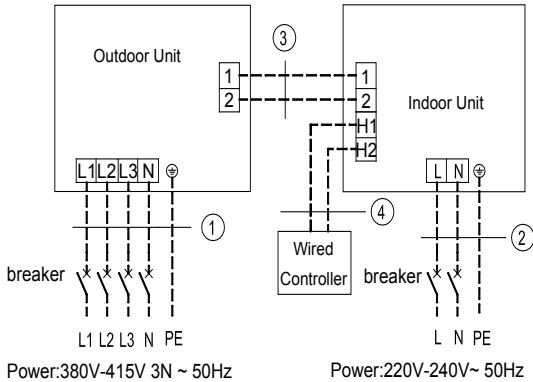 Outdoor Unit
1
2
L1 L2 L3 N
1
breaker
L1 L2 L3 N PE
Power:380V-415V 3N ~ 50Hz
3
Indoor Unit
1
2
H1
H2
L N
4
Wired
Controller
2
breaker
L N PE
Power:220V-240V~ 50Hz